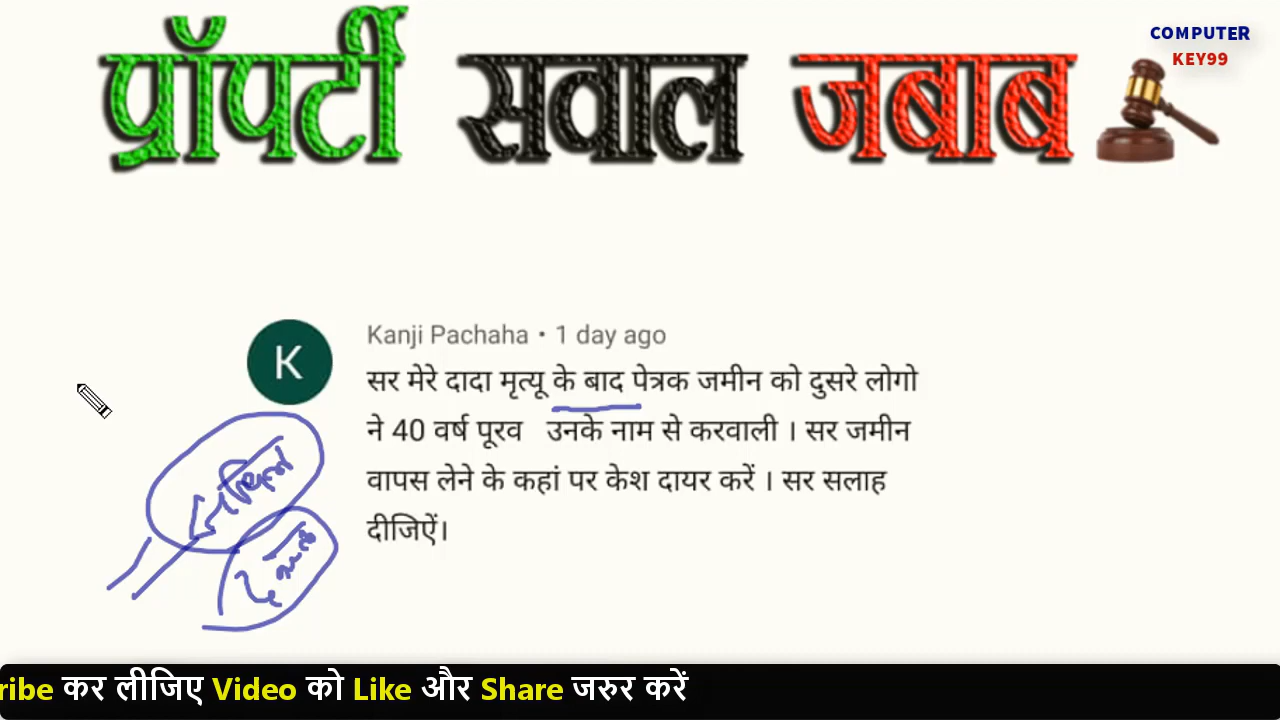 प्रॉपर्टी सवाल जबाब
COMPUTER
KEY99
K
Kanji Pachaha • 1 day ago
सर मेरे दादा मृत्यू के बाद पेत्रक जमीन को दुसरे लोगो
ने 40 वर्ष पूरव उनके नाम से करवाली । सर जमीन
वापस लेने के कहां पर केश दायर करें । सर सलाह
दीजिऐं।
ribe कर लीजिए Video को Like और Share जरुर करें